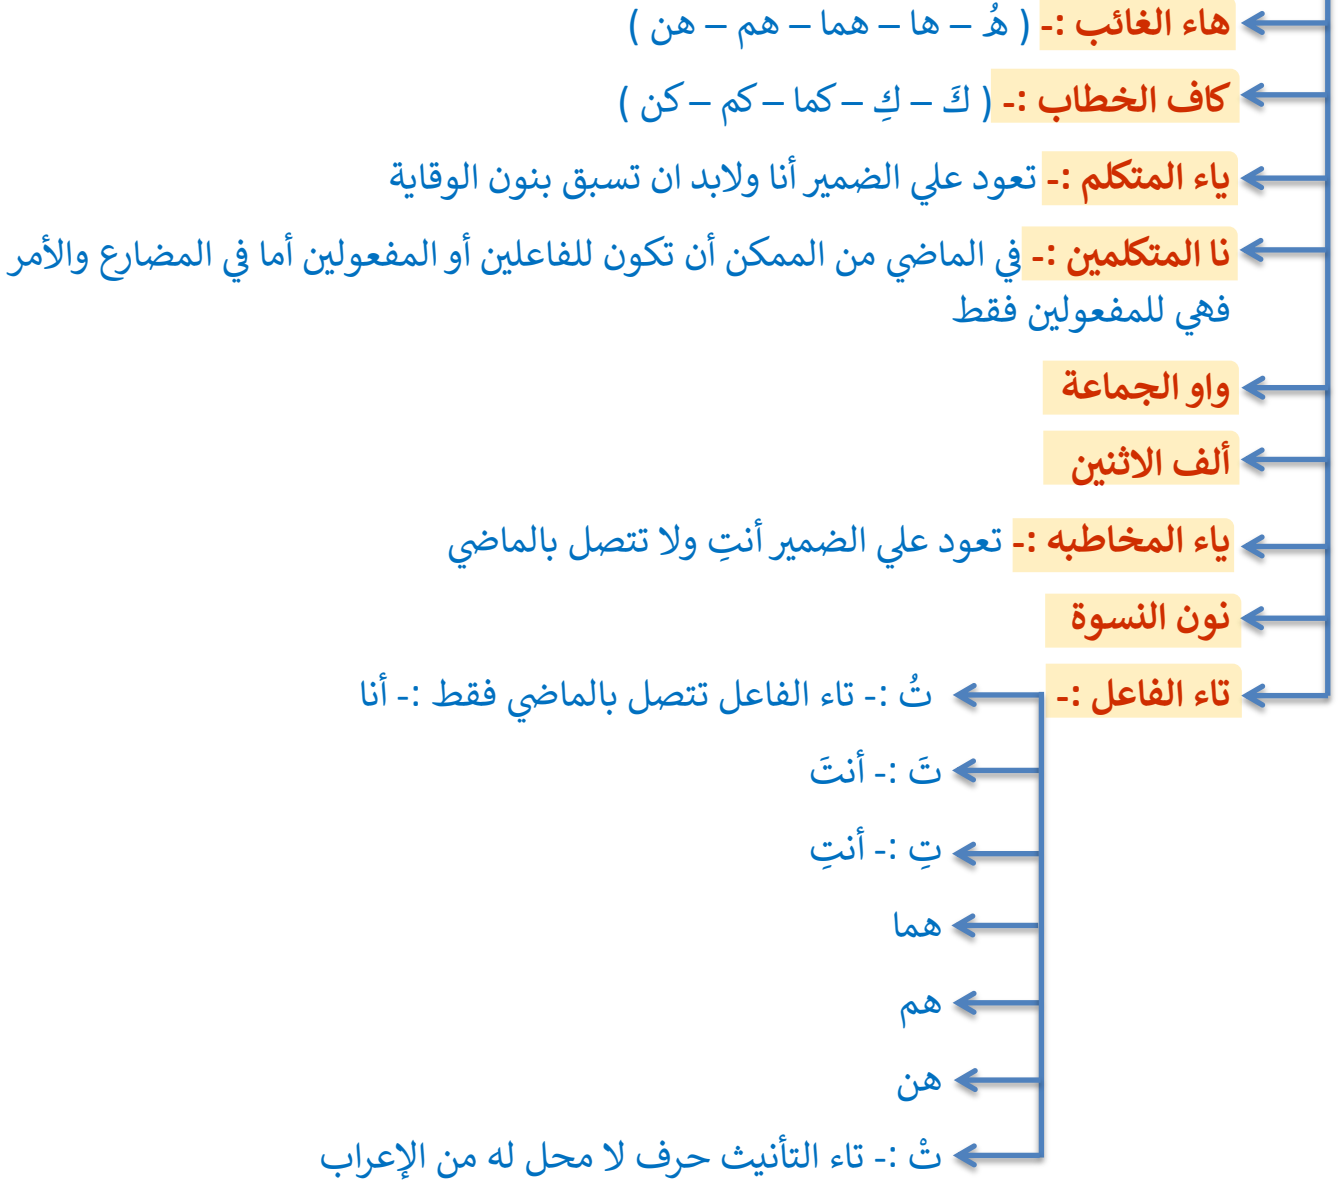 هاء الغائب :- ( هُ – ها – هما – هم – هن )
كاف الخطاب :- ( كَ – كِ – كما – كم – كن )
ياء المتكلم :- تعود علي الضمير أنا ولابد ان تسبق بنون الوقاية
نا المتكلمين :- في الماضي من الممكن أن تكون للفاعلين أو المفعولين أما في المضارع والأمر
فهي للمفعولين فقط
واو الجماعة
ألف الاثنين
ياء المخاطبه :- تعود علي الضمير أنتِ ولا تتصل بالماضي
نون النسوة
تاء الفاعل :- تُ :- تاء الفاعل تتصل بالماضي فقط :- أنا
تَ :- أنتَ
تِ :- أنتِ
هما
هم
هن
تْ :- تاء التأنيث حرف لا محل له من الإعراب